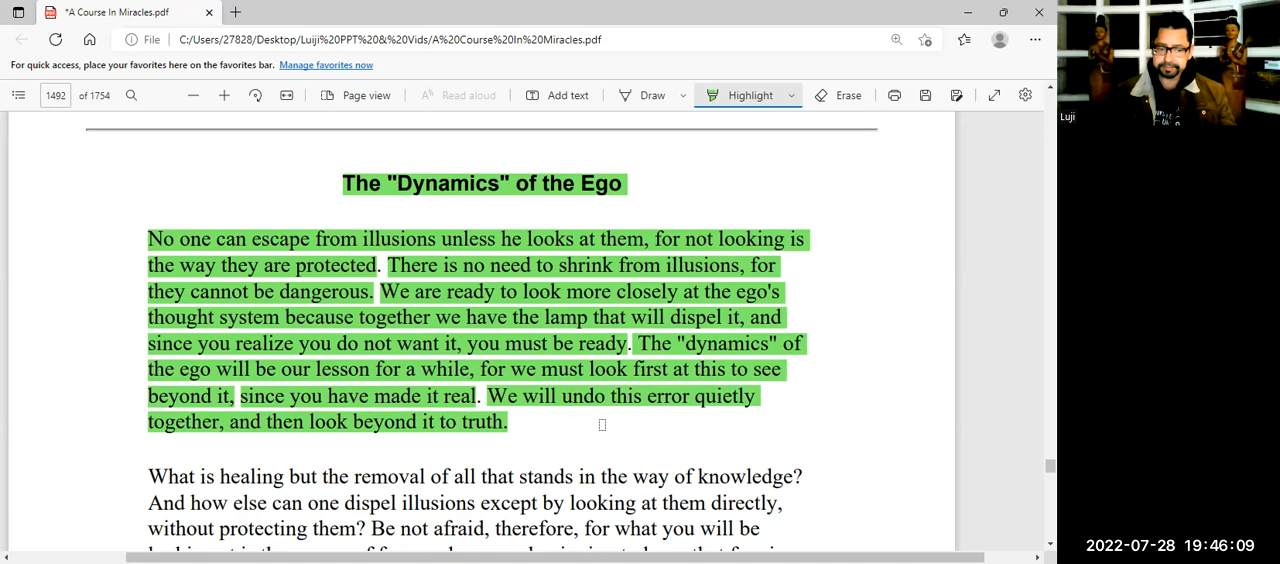 *A Course In Miracles.pdf
File C:/Users/27828/Desktop/Luiji%20PPT%20&%20Vids/A%20Course%20In%20Miracles.pdf
For quick access, place your favorites here on the favorites bar. Manage favorites now
1492 of 1754 Page view Read aloud Add text Draw Highlight Erase
Luji
The "Dynamics" of the Ego
No one can escape from illusions unless he looks at them, for not looking is
the way they are protected. There is no need to shrink from illusions, for
they cannot be dangerous. We are ready to look more closely at the ego's
thought system because together we have the lamp that will dispel it, and
since you realize you do not want it, you must be ready. The "dynamics" of
the ego will be our lesson for a while, for we must look first at this to see
beyond it, since you have made it real. We will undo this error quietly
together, and then look beyond it to truth.
What is healing but the removal of all that stands in the way of knowledge?
And how else can one dispel illusions except by looking at them directly,
without protecting them? Be not afraid, therefore, for what you will be
2022-07-28 19:46:09